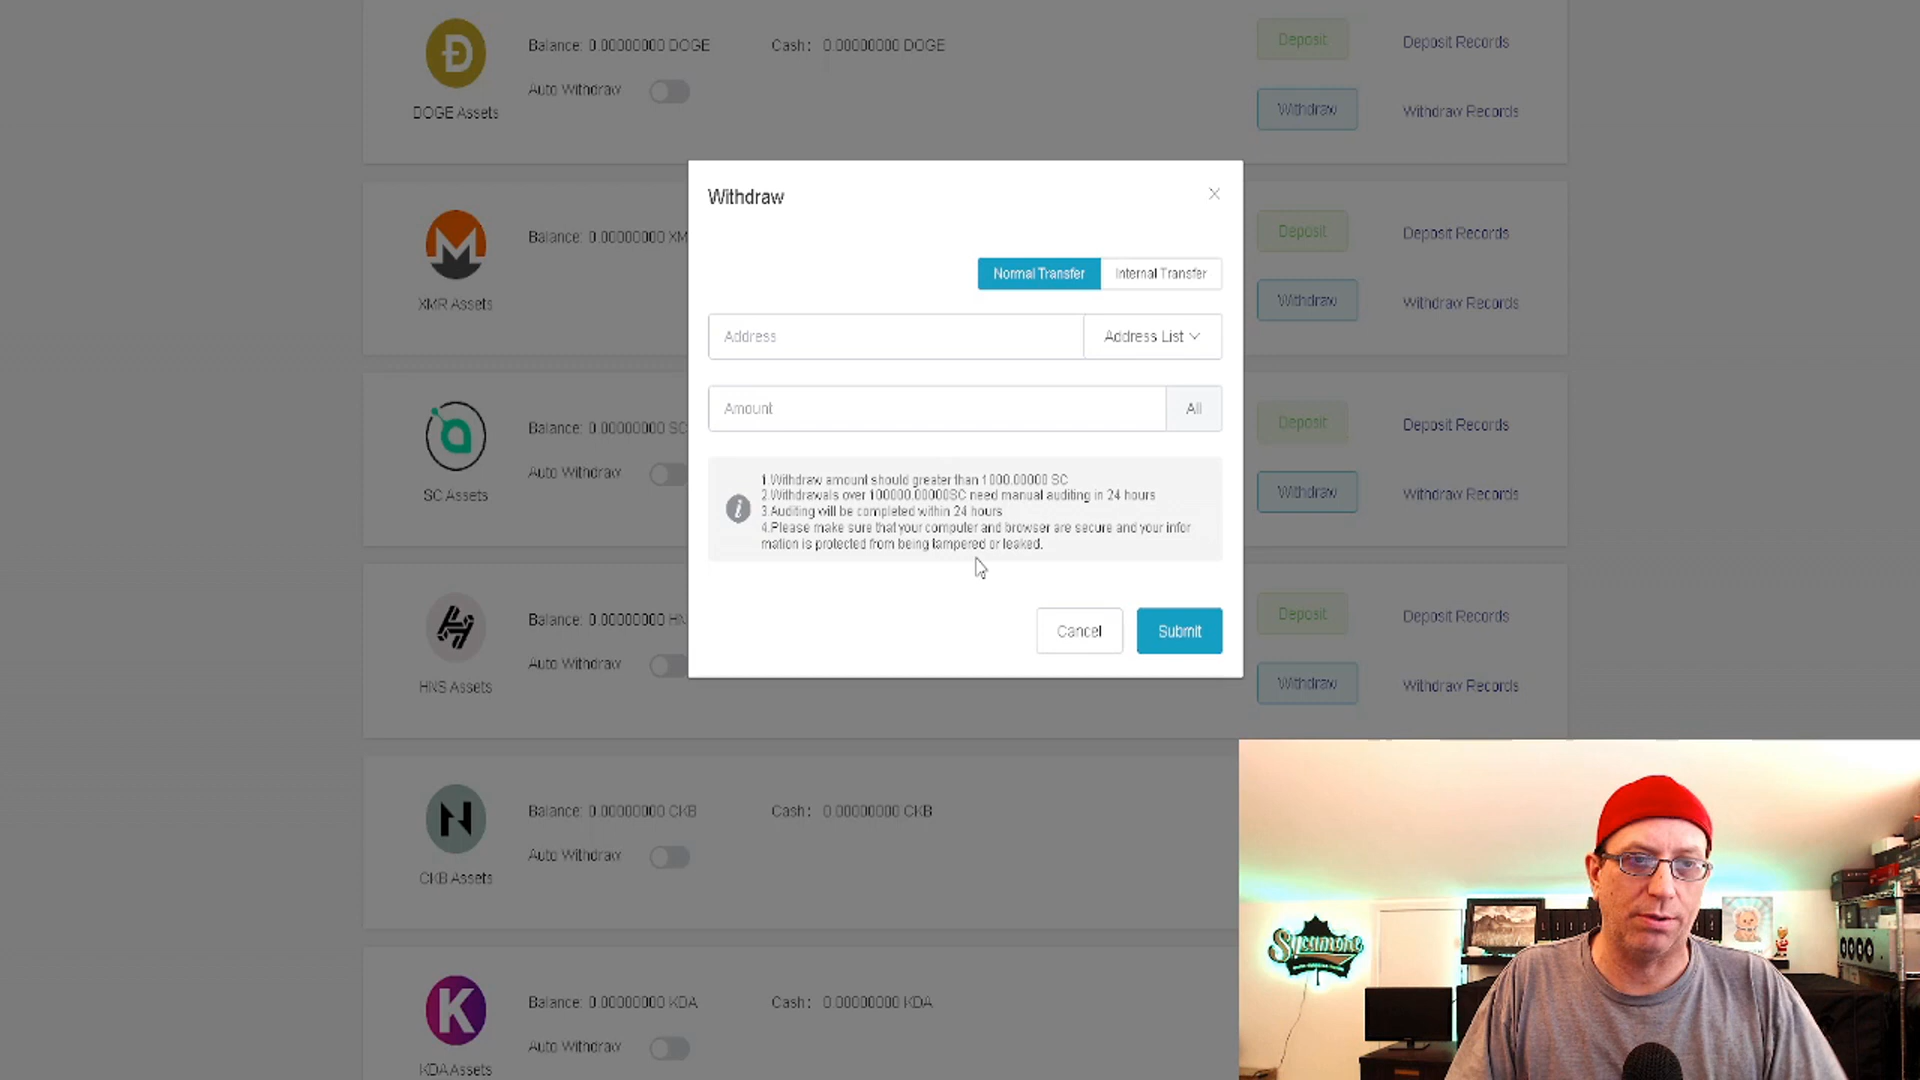 Balance: 0.00000000 DOGE Cash: 0.00000000 DOGE Deposit Deposit Records
Auto Withdraw
DOGE Assets Withdraw Withdraw Records
Withdraw
Balance: 0.00000000 XM Deposit Deposit Records
Normal Transfer Internal Transfer
XMR Assets Withdraw Withdraw Records
Address Address List
Amount All
Balance: 0.00000000 SC Deposit Deposit Records
Auto Withdraw
SC Assets Withdraw Withdraw Records
1.Withdraw amount should greater than 1000.00000 SC
2.Withdrawals over 100000.00000SC need manual auditing in 24 hours
3.Auditing will be completed within 24 hours
4.Please make sure that your computer and browser are secure and your infor
mation is protected from being tampered or leaked.
Balance: 0.00000000 HN Deposit Deposit Records
Cancel Submit
Auto Withdraw
HNS Assets Withdraw Withdraw Records
Balance: 0.00000000 CKB Cash: 0.00000000 CKB
Auto Withdraw
CKB Assets
Sycamore
Balance: 0.00000000 KDA Cash: 0.00000000 KDA
Auto Withdraw
KDA Assets